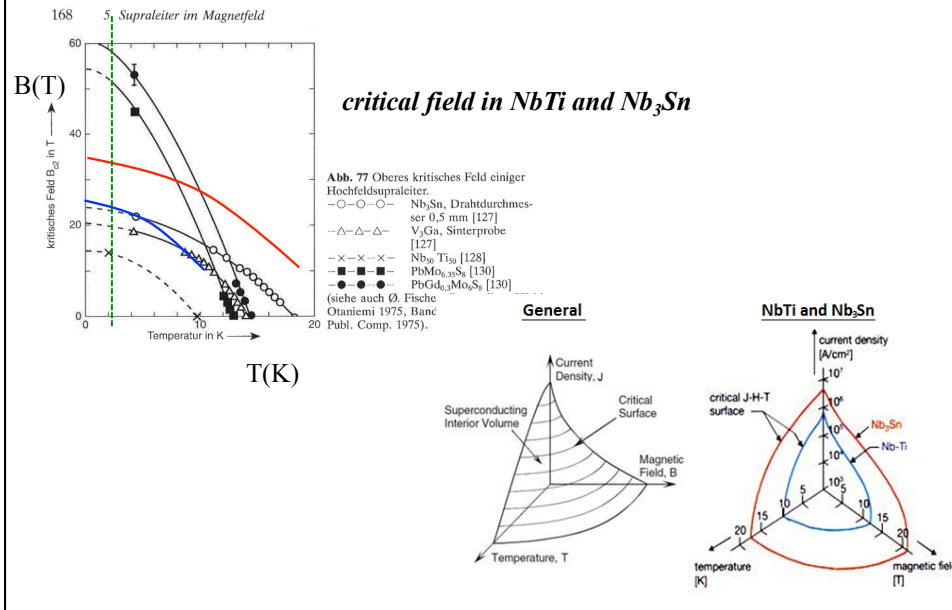 168 5. Supraleiter im Magnetfeld
B(T)
critical field in NbTi and Nb₃Sn
60
40
20
0
kritisches Feld B_c2 in T
0 10 20
Temperatur in K
T(K)
Abb. 77 Oberes kritisches Feld einiger
Hochfeldsupraleiter.
–○–○–○– Nb₃Sn, Drahtdurchmes-
ser 0,5 mm [127]
–△–△–△– V₃Ga, Sinterprobe
[127]
–×–×–×– Nb₅₀ Ti₅₀ [128]
–■–■–■– PbMo₆,₃₅S₈ [130]
–●–●–●– PbGd₀,₃Mo₆S₈ [130]
(siehe auch Ø. Fische
Otaniemi 1975, Band
Publ. Comp. 1975).
General
Current
Density, J
Superconducting
Interior Volume
Critical
Surface
Magnetic
Field, B
Temperature, T
NbTi and Nb₃Sn
current density
[A/cm²]
10⁷
10⁶
10⁵
10⁴
10³
critical J-H-T
surface
Nb₃Sn
Nb-Ti
5 10 15 20
5 10 15 20
temperature
[K]
magnetic field
[T]